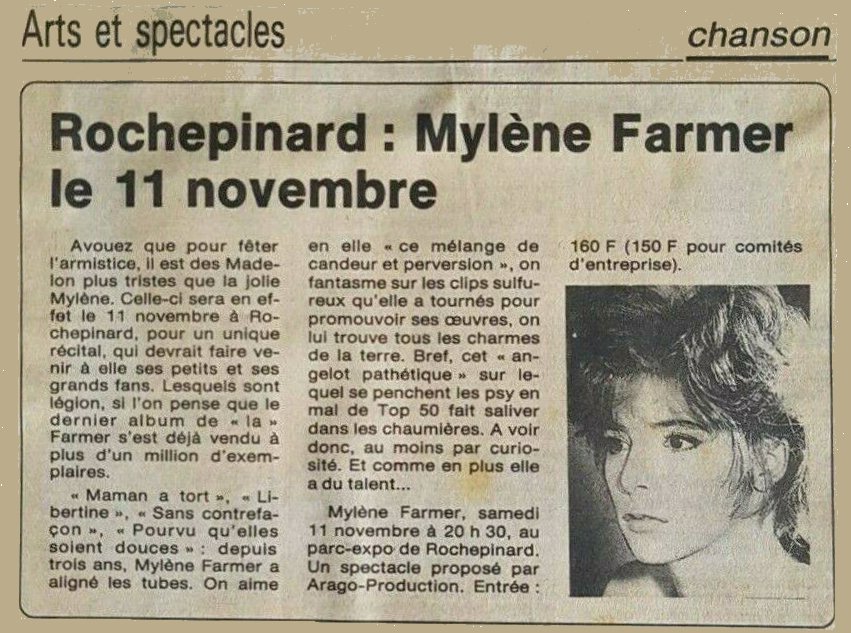 Arts et spectacles
chanson
Rochepinard : Mylène Farmer
le 11 novembre
Avouez que pour fêter
l'armistice, il est des Made-
lon plus tristes que la jolie
Mylène. Celle-ci sera en ef-
fet le 11 novembre à Ro-
chepinard, pour un unique
récital, qui devrait faire ve-
nir à elle ses petits et ses
grands fans. Lesquels sont
légion, si l'on pense que le
dernier album de « la »
Farmer s'est déjà vendu à
plus d'un million d'exem-
plaires.
« Maman a tort », « Li-
bertine », « Sans contrefa-
çon », « Pourvu qu'elles
soient douces » : depuis
trois ans, Mylène Farmer a
aligné les tubes. On aime
en elle « ce mélange de
candeur et perversion », on
fantasme sur les clips sulfu-
reux qu'elle a tournés pour
promouvoir ses œuvres, on
lui trouve tous les charmes
de la terre. Bref, cet « an-
gelot pathétique » sur le-
quel se penchent les psy en
mal de Top 50 fait saliver
dans les chaumières. A voir
donc, au moins par curio-
sité. Et comme en plus elle
a du talent...
Mylène Farmer, samedi
11 novembre à 20 h 30, au
parc-expo de Rochepinard.
Un spectacle proposé par
Arago-Production. Entrée :
160 F (150 F pour comités
d'entreprise).